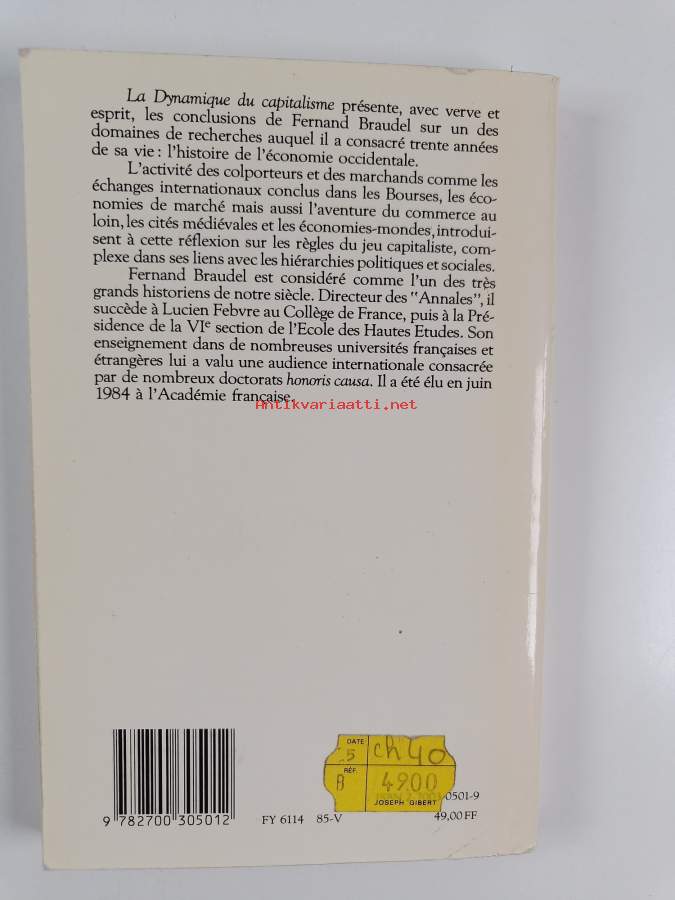 La Dynamique du capitalisme présente, avec verve et
esprit, les conclusions de Fernand Braudel sur un des
domaines de recherches auquel il a consacré trente années
de sa vie : l'histoire de l'économie occidentale.
L'activité des colporteurs et des marchands comme les
échanges internationaux conclus dans les Bourses, les éco-
nomies de marché mais aussi l'aventure du commerce au
loin, les cités médiévales et les économies-mondes, introdui-
sent à cette réflexion sur les règles du jeu capitaliste, com-
plexe dans ses liens avec les hiérarchies politiques et sociales.
Fernand Braudel est considéré comme l'un des très
grands historiens de notre siècle. Directeur des "Annales", il
succède à Lucien Febvre au Collège de France, puis à la Pré-
sidence de la VIe section de l'Ecole des Hautes Etudes. Son
enseignement dans de nombreuses universités françaises et
étrangères lui a valu une audience internationale consacrée
par de nombreux doctorats honoris causa. Il a été élu en juin
1984 à l'Académie française.
Antikvariaatti.net
DATE
5
ch 40
RÉF.
B
4900
JOSEPH GIBERT
0501-9
9 782700 305012
FY 6114 85-V
49,00 FF